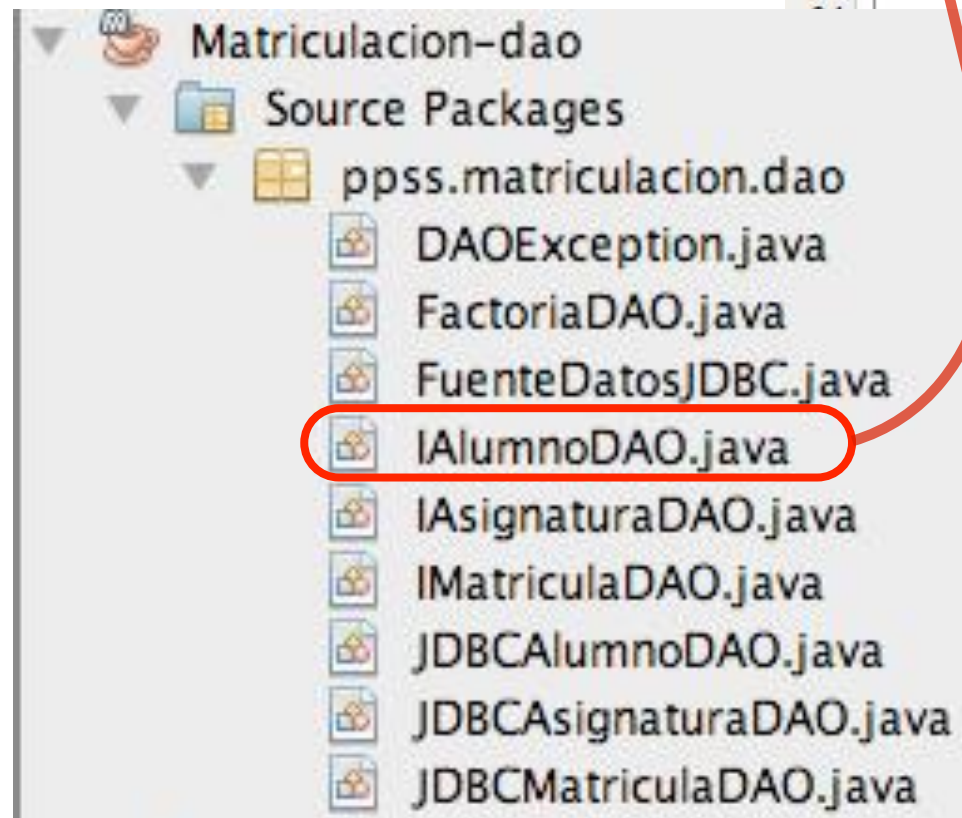 Matriculacion-dao
Source Packages
ppss.matriculacion.dao
DAOException.java
FactoriaDAO.java
FuenteDatosJDBC.java
IAlumnoDAO.java
IAsignaturaDAO.java
IMatriculaDAO.java
JDBCAlumnoDAO.java
JDBCAsignaturaDAO.java
JDBCMatriculaDAO.java